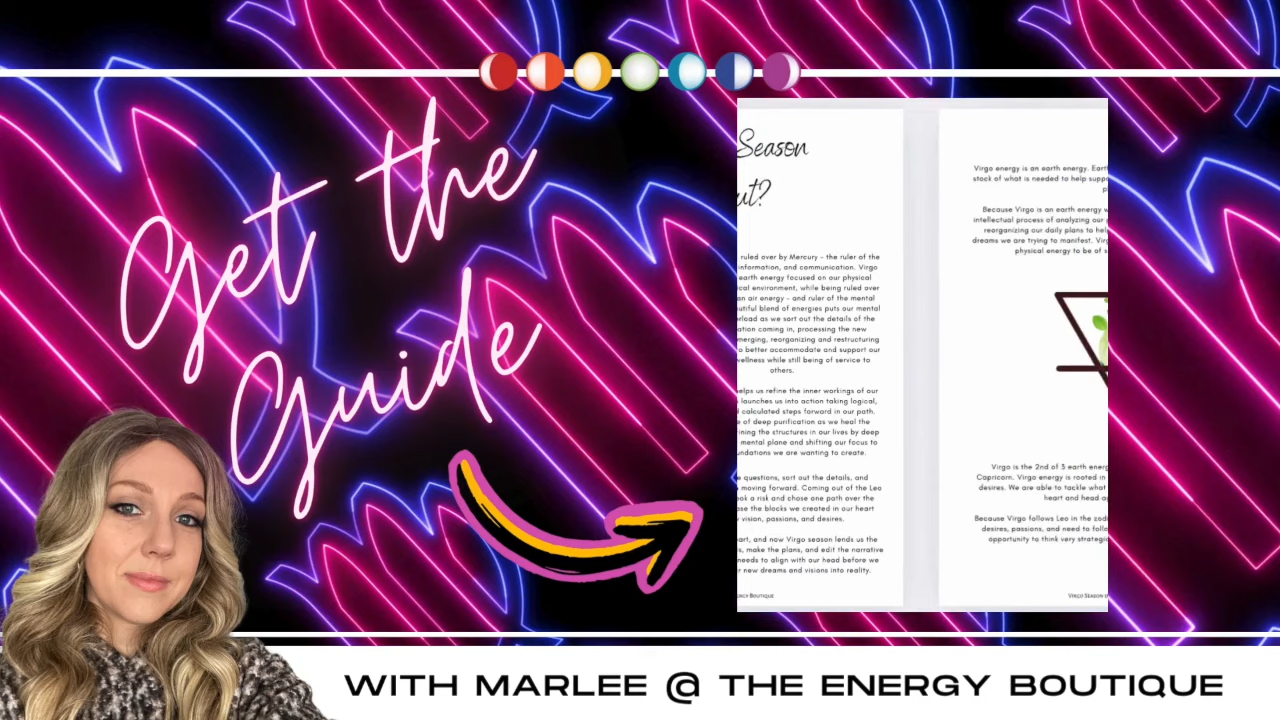 Get the
Guide
Season
ut?
ruled over by Mercury – the ruler of the
information, and communication. Virgo
earth energy focused on our physical
ical environment, while being ruled over
an air energy – and ruler of the mental
utiful blend of energies puts our mental
erload as we sort out the details of the
ation coming in, processing the new
merging, reorganizing and restructuring
o better accommodate and support our
wellness while still being of service to
others.
elps us refine the inner workings of our
launches us into action taking logical,
calculated steps forward in our path.
e of deep purification as we heal the
ining the structures in our lives by deep
mental plane and shifting our focus to
undations we are wanting to create.
e questions, sort out the details, and
moving forward. Coming out of the Leo
ook a risk and chose one path over the
ase the blocks we created in our heart
vision, passions, and desires.
art, and now Virgo season lends us the
s, make the plans, and edit the narrative
needs to align with our head before we
r new dreams and visions into reality.
ergy Boutique
Virgo energy is an earth energy. Eart
stock of what is needed to help suppo
p
Because Virgo is an earth energy w
intellectual process of analyzing our p
reorganizing our daily plans to hel
dreams we are trying to manifest. Virg
physical energy to be of s
Virgo is the 2nd of 3 earth energ
Capricorn. Virgo energy is rooted in
desires. We are able to tackle what
heart and head ag
Because Virgo follows Leo in the zod
desires, passions, and need to follo
opportunity to think very strategic
Virgo Season i
WITH MARLEE @ THE ENERGY BOUTIQUE